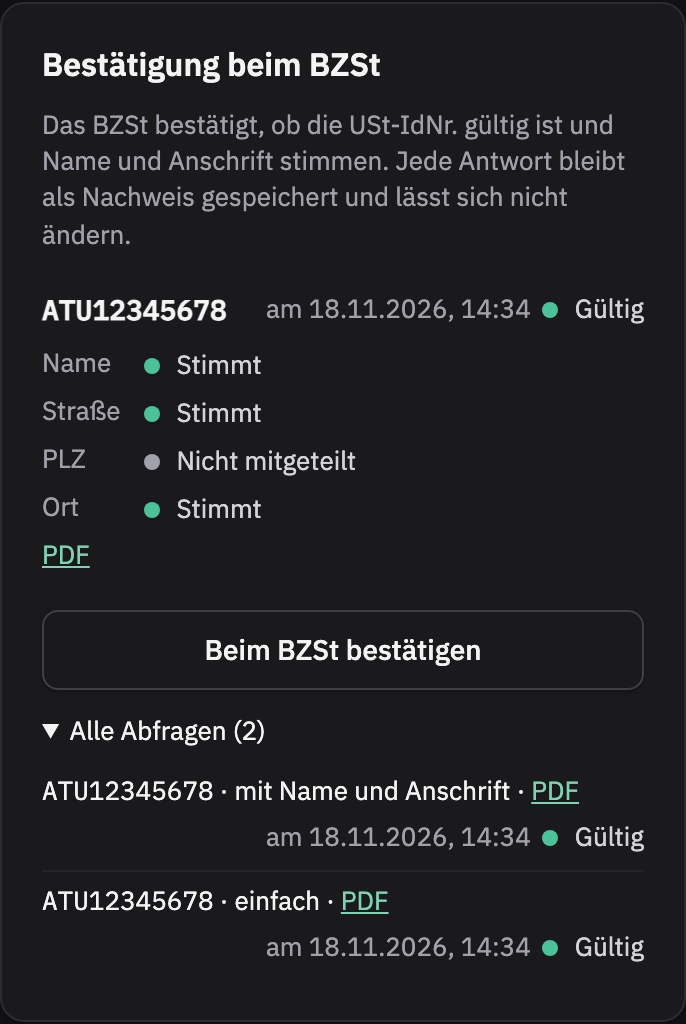 Bestätigung beim BZSt
Das BZSt bestätigt, ob die USt-IdNr. gültig ist und
Name und Anschrift stimmen. Jede Antwort bleibt
als Nachweis gespeichert und lässt sich nicht
ändern.
ATU12345678 am 18.11.2026, 14:34 Gültig
Name Stimmt
Straße Stimmt
PLZ Nicht mitgeteilt
Ort Stimmt
PDF
Beim BZSt bestätigen
▼ Alle Abfragen (2)
ATU12345678 · mit Name und Anschrift · PDF
am 18.11.2026, 14:34 Gültig
ATU12345678 · einfach · PDF
am 18.11.2026, 14:34 Gültig